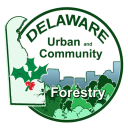 DELAWARE
Urban and
Community
Forestry